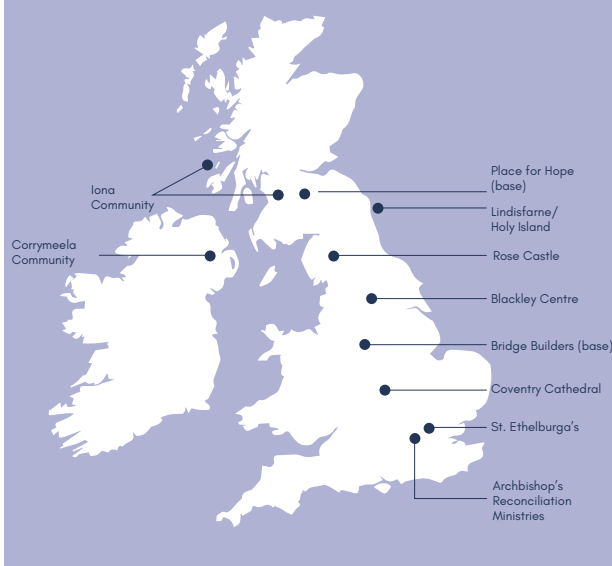 Place for Hope
(base)
Iona
Community
Lindisfarne/
Holy Island
Corrymeela
Community
Rose Castle
Blackley Centre
Bridge Builders (base)
Coventry Cathedral
St. Ethelburga's
Archbishop's
Reconciliation
Ministries